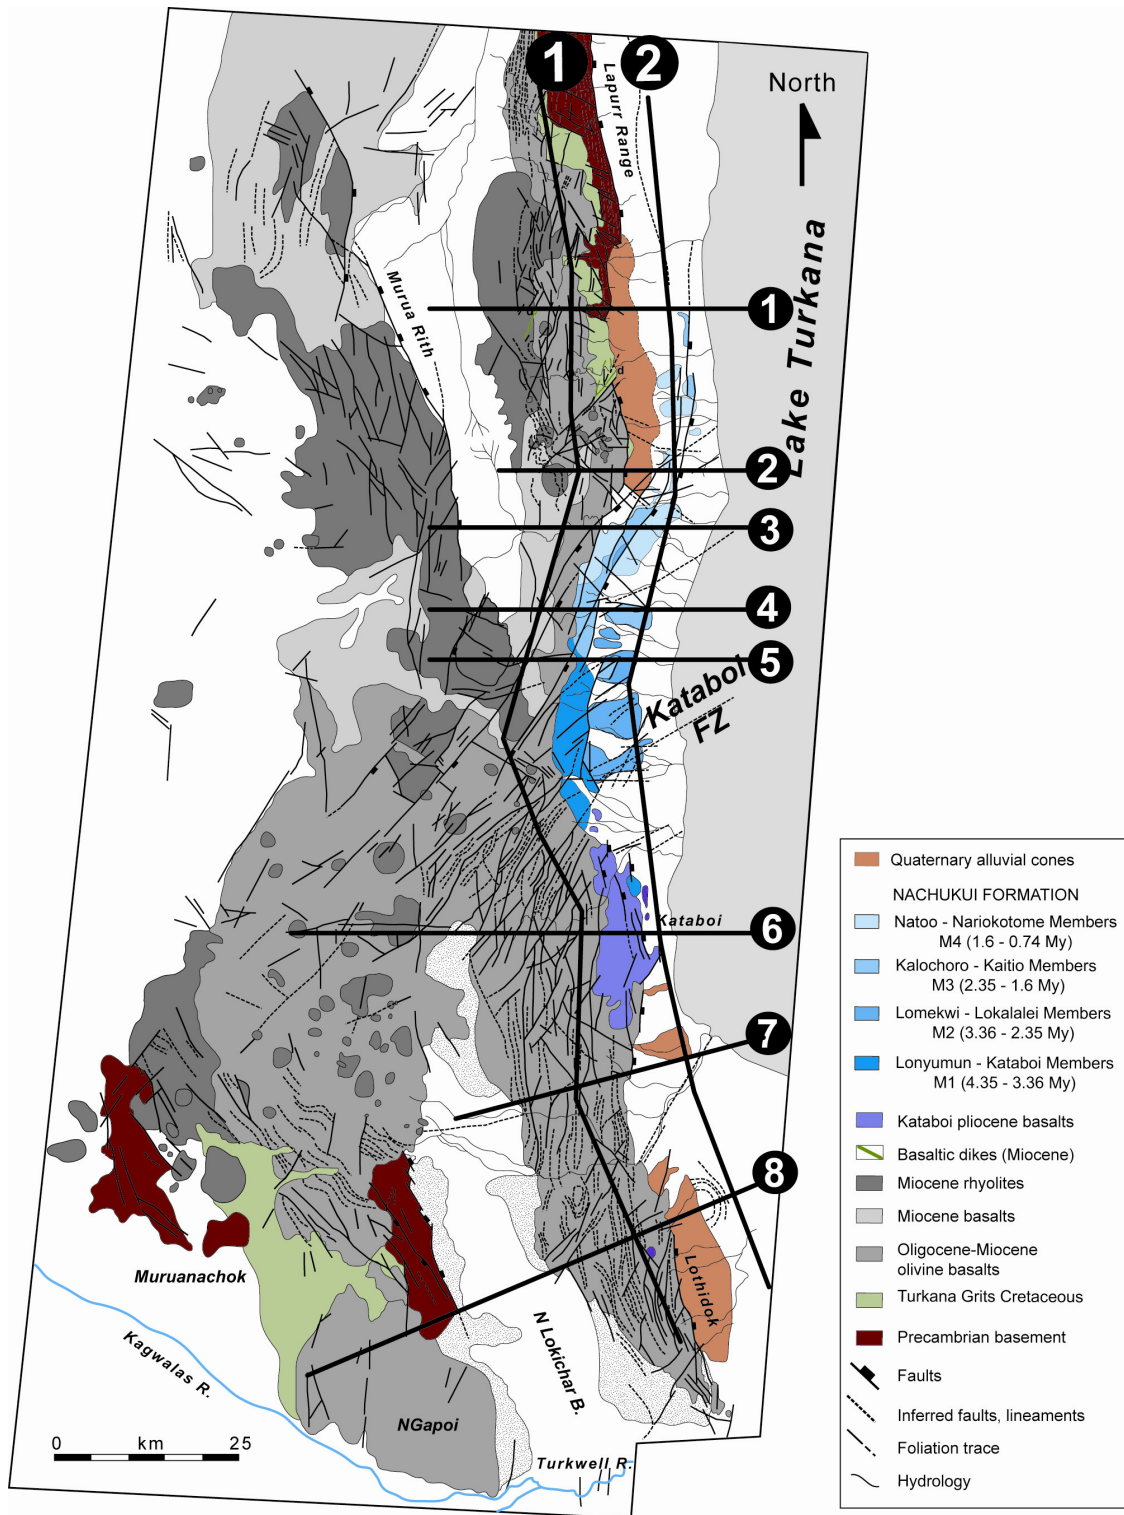 1
2
Lapurr Range
North
Lake Turkana
Murua Rith
1
d
2
3
4
5
Kataboi
FZ
Kataboi
6
7
8
Lothidok
Muruanachok
Kagwalas R.
N Lokichar B.
NGapoi
Turkwell R.
0 km 25
Quaternary alluvial cones
NACHUKUI FORMATION
Natoo - Nariokotome Members
M4 (1.6 - 0.74 My)
Kalochoro - Kaitio Members
M3 (2.35 - 1.6 My)
Lomekwi - Lokalalei Members
M2 (3.36 - 2.35 My)
Lonyumun - Kataboi Members
M1 (4.35 - 3.36 My)
Kataboi pliocene basalts
Basaltic dikes (Miocene)
Miocene rhyolites
Miocene basalts
Oligocene-Miocene
olivine basalts
Turkana Grits Cretaceous
Precambrian basement
Faults
Inferred faults, lineaments
Foliation trace
Hydrology